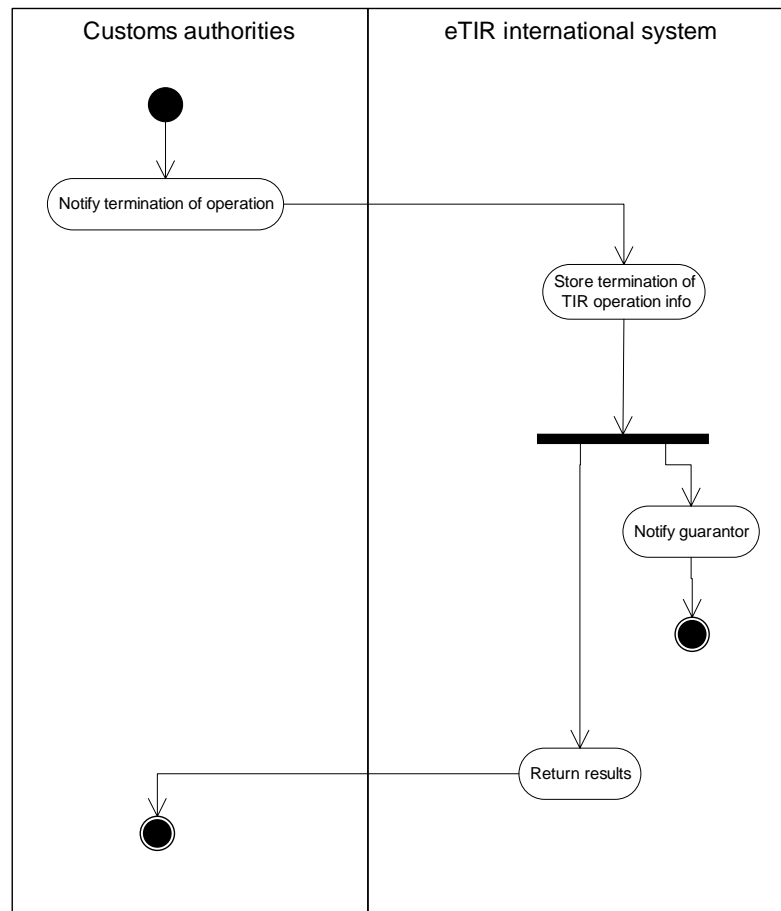 Customs authorities
eTIR international system
Notify termination of operation
Store termination of
TIR operation info
Notify guarantor
Return results